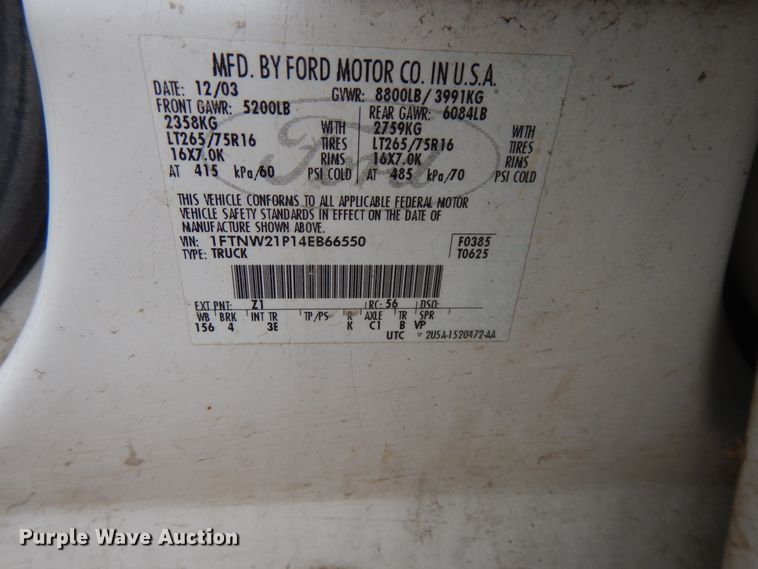 MFD. BY FORD MOTOR CO. IN U.S.A.
DATE: 12/03 GVWR: 8800LB/ 3991KG
FRONT GAWR: 5200LB REAR GAWR: 6084LB
2358KG WITH 2759KG WITH
LT265/75R16 TIRES LT265/75R16 TIRES
16X7.0K RIMS 16X7.0K RIMS
AT 415 kPa/60 PSI COLD AT 485 kPa/70 PSI COLD
Ford
THIS VEHICLE CONFORMS TO ALL APPLICABLE FEDERAL MOTOR
VEHICLE SAFETY STANDARDS IN EFFECT ON THE DATE OF
MANUFACTURE SHOWN ABOVE.
VIN: 1FTNW21P14EB66550 F0385
TYPE: TRUCK T0625
EXT PNT: Z1 RC: 56 DSO:
WB BRK INT TR TP/PS R AXLE TR SPR
156 4 3E K C1 B VP
UTC 2U5A-1520472-AA
Purple Wave Auction